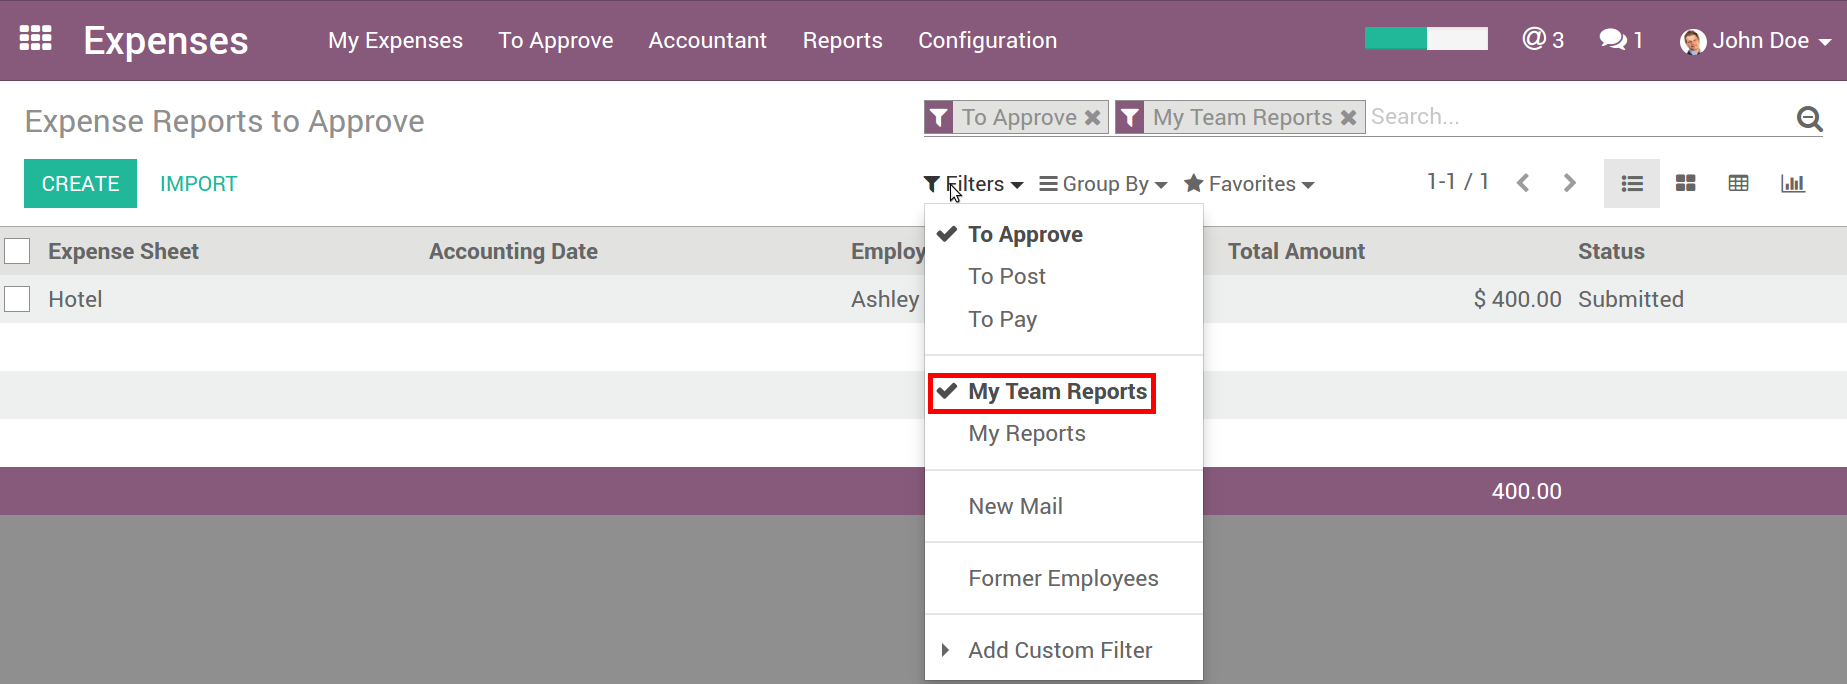 Expenses My Expenses To Approve Accountant Reports Configuration @ 3 1 John Doe
Expense Reports to Approve
To Approve My Team Reports Search...
CREATE IMPORT
Filters Group By Favorites 1-1 / 1
Expense Sheet Accounting Date Employ Total Amount Status
Hotel Ashley $ 400.00 Submitted
To Approve
To Post
To Pay
My Team Reports
My Reports
New Mail
Former Employees
Add Custom Filter
400.00